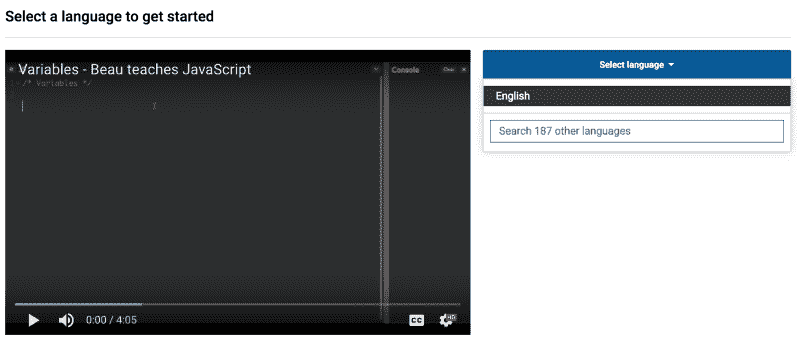 Select a language to get started
Variables - Beau teaches JavaScript
Console
Clear
/* Variables */
0:00 / 4:05
CC
HD
Select language
English
Search 187 other languages